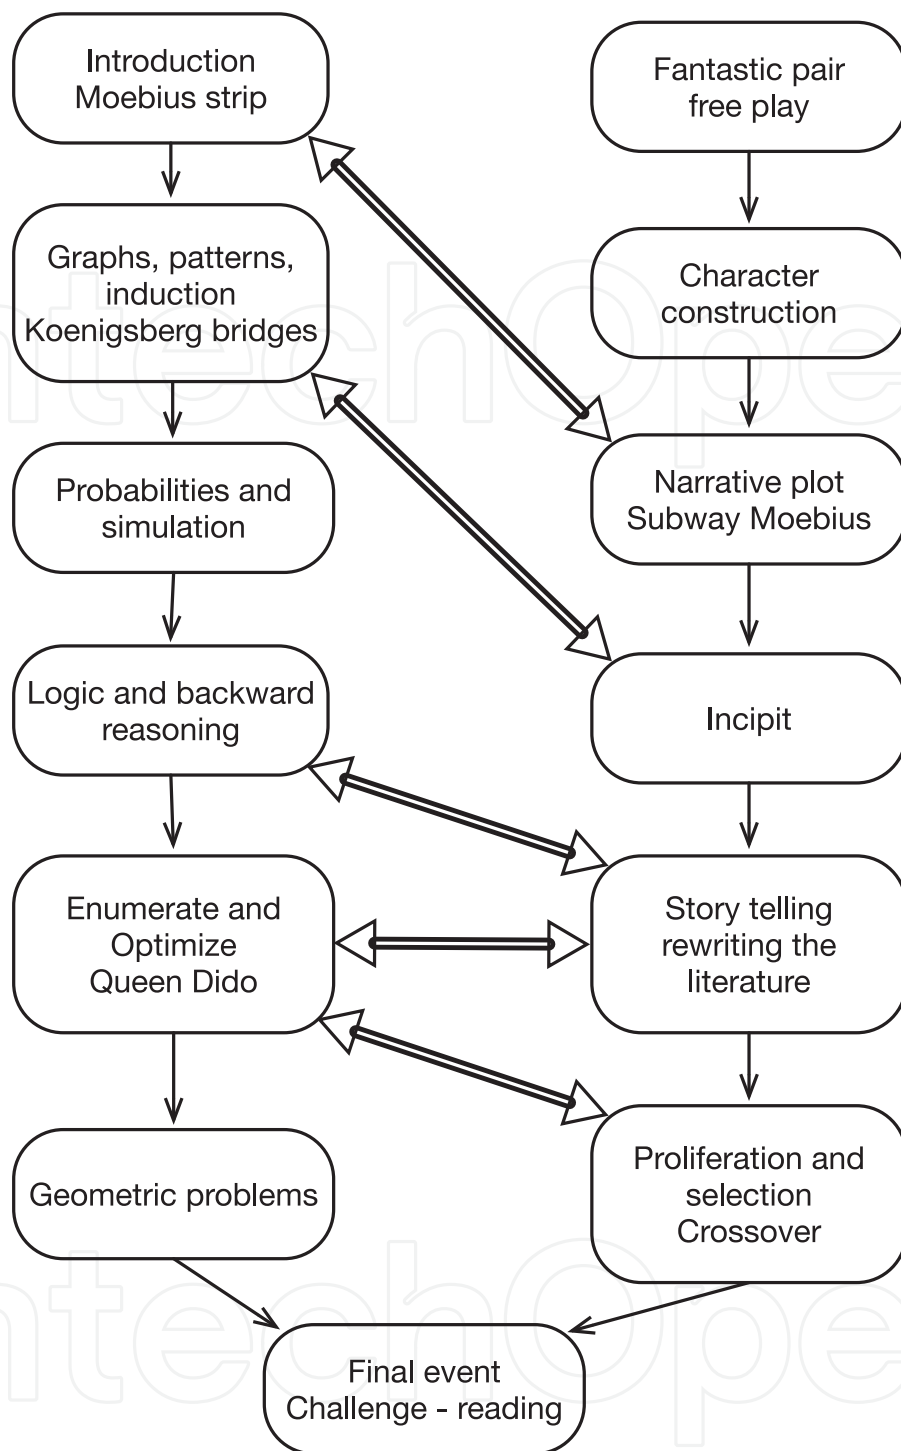 Introduction
Moebius strip
Graphs, patterns,
induction
Koenigsberg bridges
Probabilities and
simulation
Logic and backward
reasoning
Enumerate and
Optimize
Queen Dido
Geometric problems
Fantastic pair
free play
Character
construction
Narrative plot
Subway Moebius
Incipit
Story telling
rewriting the
literature
Proliferation and
selection
Crossover
Final event
Challenge - reading